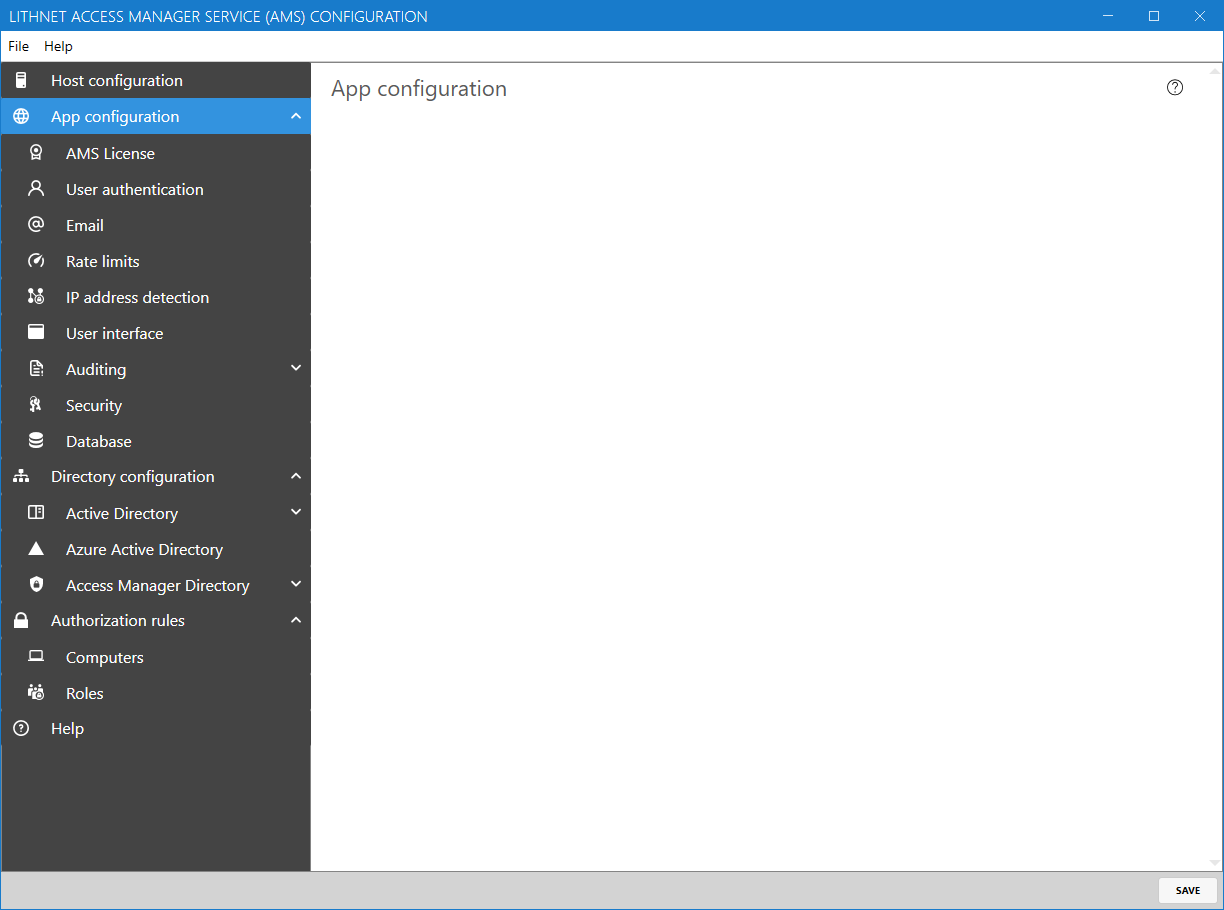 LITHNET ACCESS MANAGER SERVICE (AMS) CONFIGURATION
File Help
Host configuration
App configuration
AMS License
User authentication
Email
Rate limits
IP address detection
User interface
Auditing
Security
Database
Directory configuration
Active Directory
Azure Active Directory
Access Manager Directory
Authorization rules
Computers
Roles
Help
App configuration
SAVE